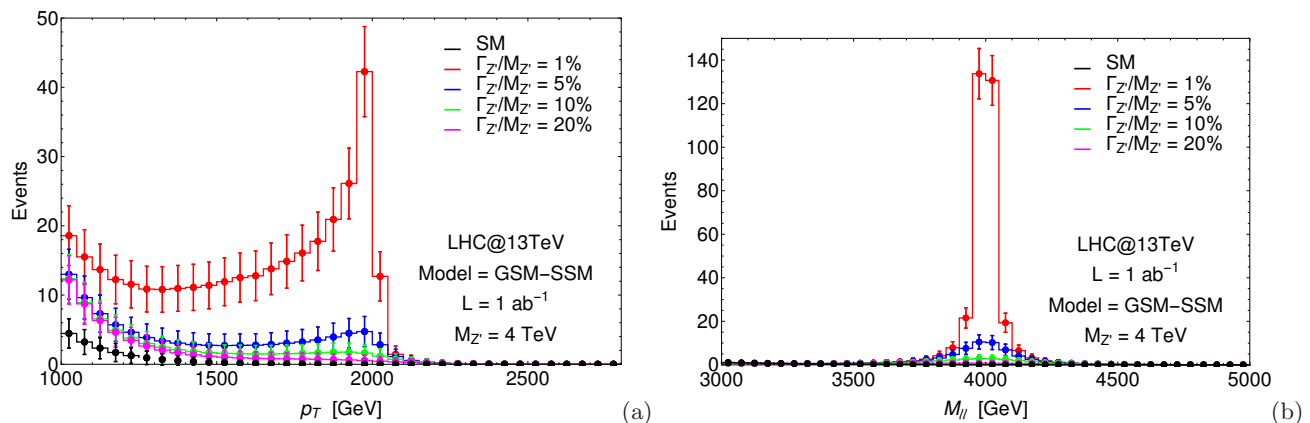 50
40
30
20
10
0
Events
1000
1500
2000
2500
p_T [GeV]
SM
Γ_Z'/M_Z' = 1%
Γ_Z'/M_Z' = 5%
Γ_Z'/M_Z' = 10%
Γ_Z'/M_Z' = 20%
LHC@13TeV
Model = GSM-SSM
L = 1 ab⁻¹
M_Z' = 4 TeV
(a)
140
120
100
80
60
40
20
0
Events
3000
3500
4000
4500
5000
M_ll [GeV]
SM
Γ_Z'/M_Z' = 1%
Γ_Z'/M_Z' = 5%
Γ_Z'/M_Z' = 10%
Γ_Z'/M_Z' = 20%
LHC@13TeV
Model = GSM-SSM
L = 1 ab⁻¹
M_Z' = 4 TeV
(b)